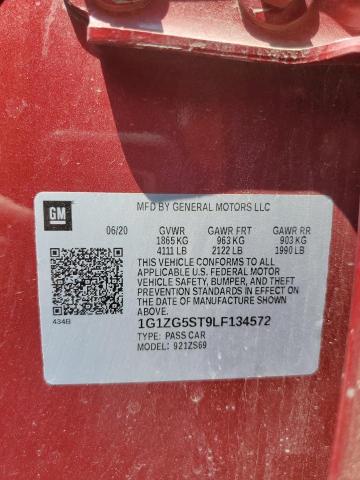 GM
MFD BY GENERAL MOTORS LLC
06/20 GVWR GAWR FRT GAWR RR
1865 KG 963 KG 903 KG
4111 LB 2122 LB 1990 LB
THIS VEHICLE CONFORMS TO ALL
APPLICABLE U.S. FEDERAL MOTOR
VEHICLE SAFETY, BUMPER, AND THEFT
PREVENTION STANDARDS IN EFFECT ON
THE DATE OF MANUFACTURE SHOWN
ABOVE.
434B
1G1ZG5ST9LF134572
TYPE: PASS CAR
MODEL: 921ZS69